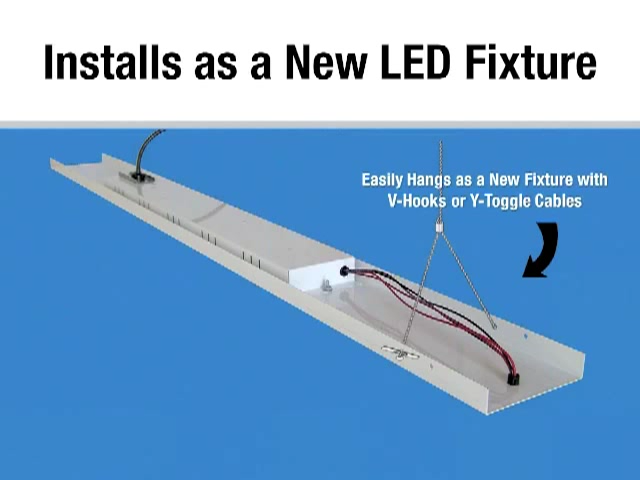 Installs as a New LED Fixture
Easily Hangs as a New Fixture with
V-Hooks or Y-Toggle Cables